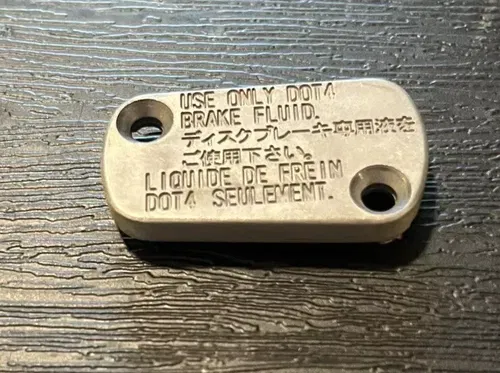 USE ONLY DOT4
BRAKE FLUID.
ディスクブレーキ専用液を
ご使用下さい。
LIQUIDE DE FREIN
DOT4 SEULEMENT.